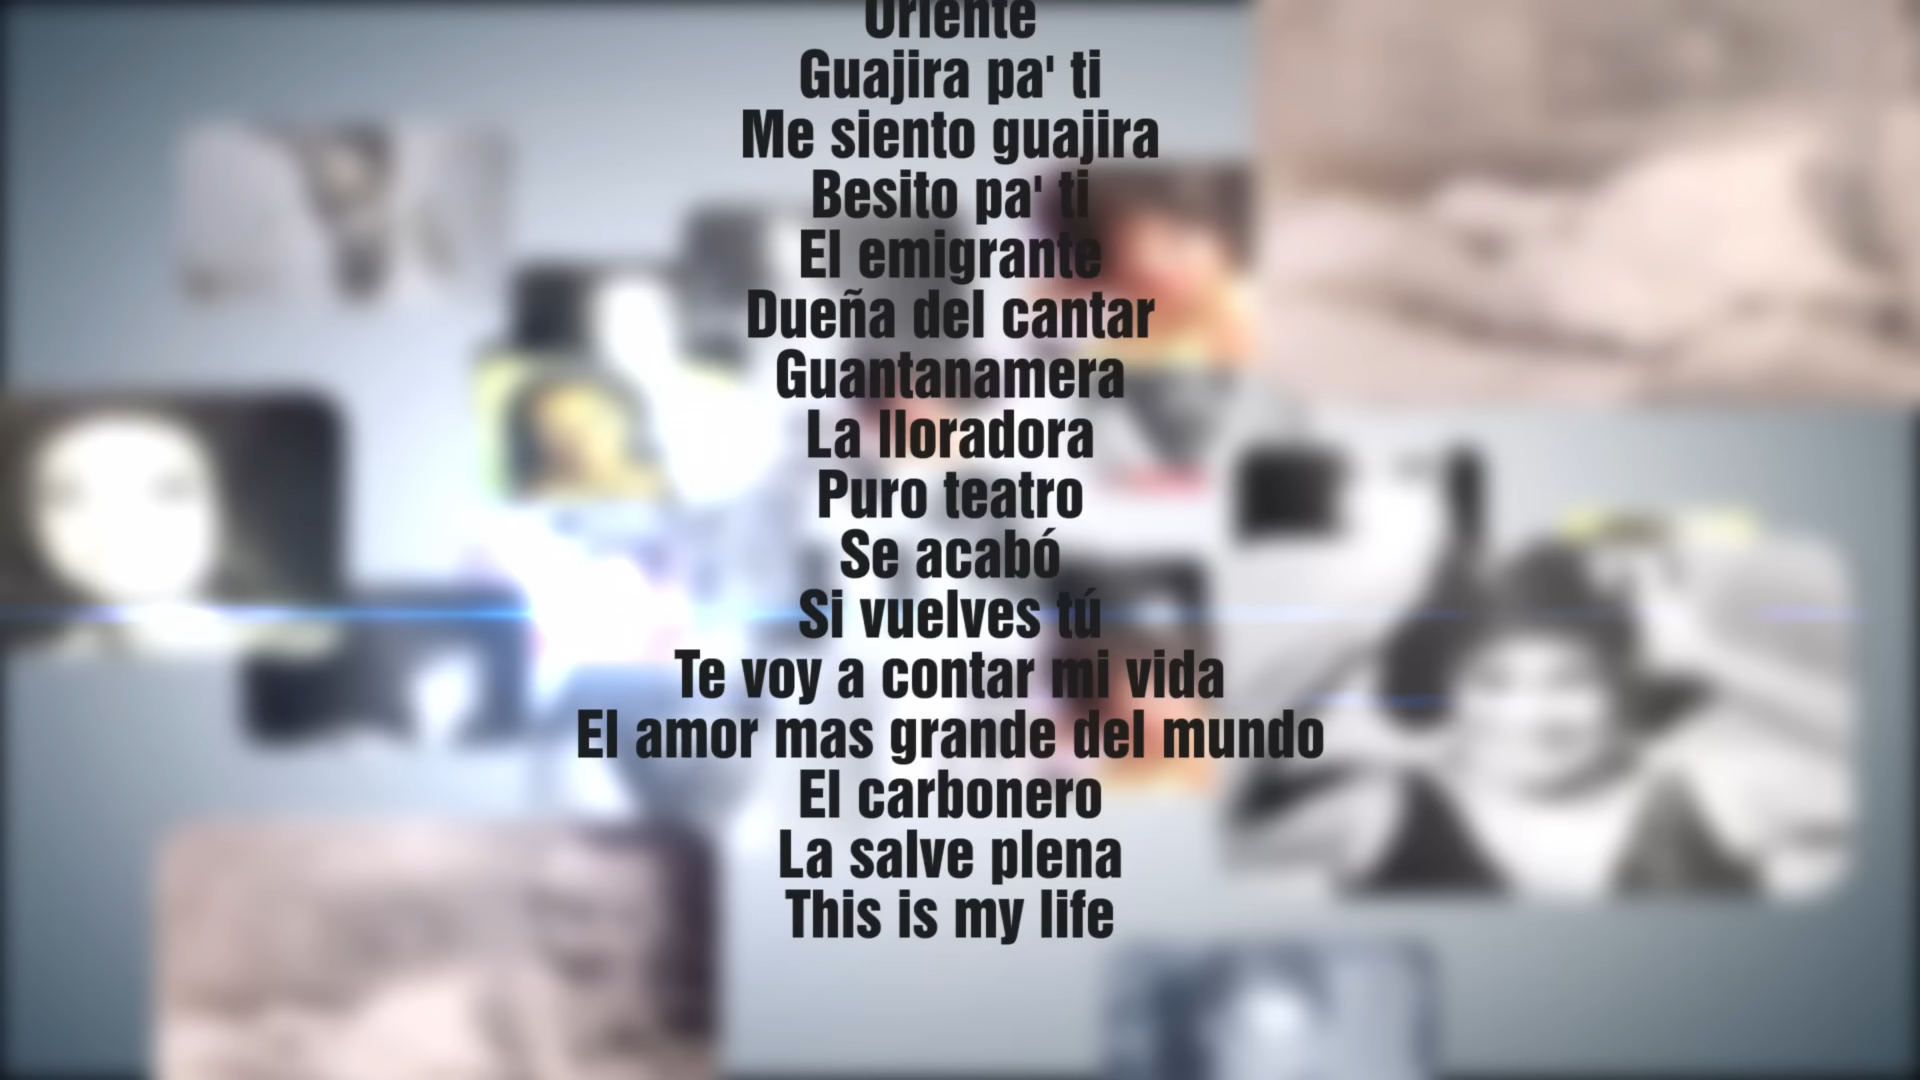 Oriente
Guajira pa' ti
Me siento guajira
Besito pa' ti
El emigrante
Dueña del cantar
Guantanamera
La lloradora
Puro teatro
Se acabó
Si vuelves tú
Te voy a contar mi vida
El amor mas grande del mundo
El carbonero
La salve plena
This is my life